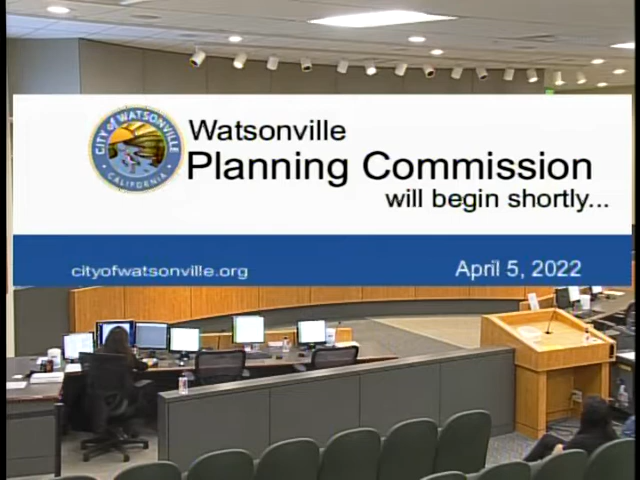 CITY of WATSONVILLE
CALIFORNIA
Watsonville
Planning Commission
will begin shortly...
cityofwatsonville.org
April 5, 2022